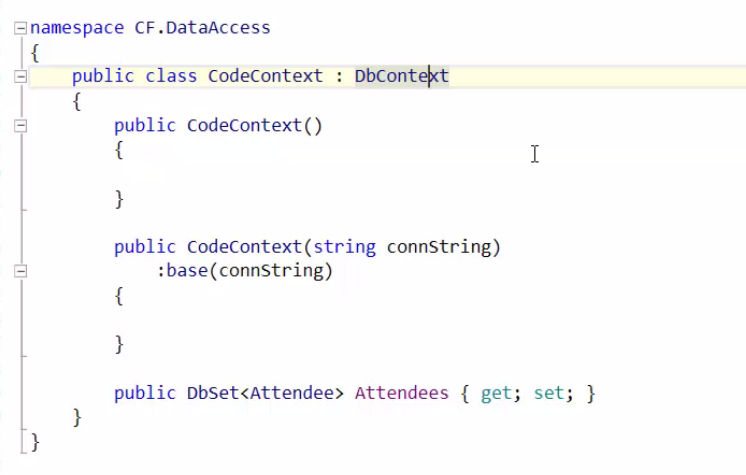 namespace CF.DataAccess
{
public class CodeContext : DbContext
{
public CodeContext()
{
}
public CodeContext(string connString)
:base(connString)
{
}
public DbSet<Attendee> Attendees { get; set; }
}
}